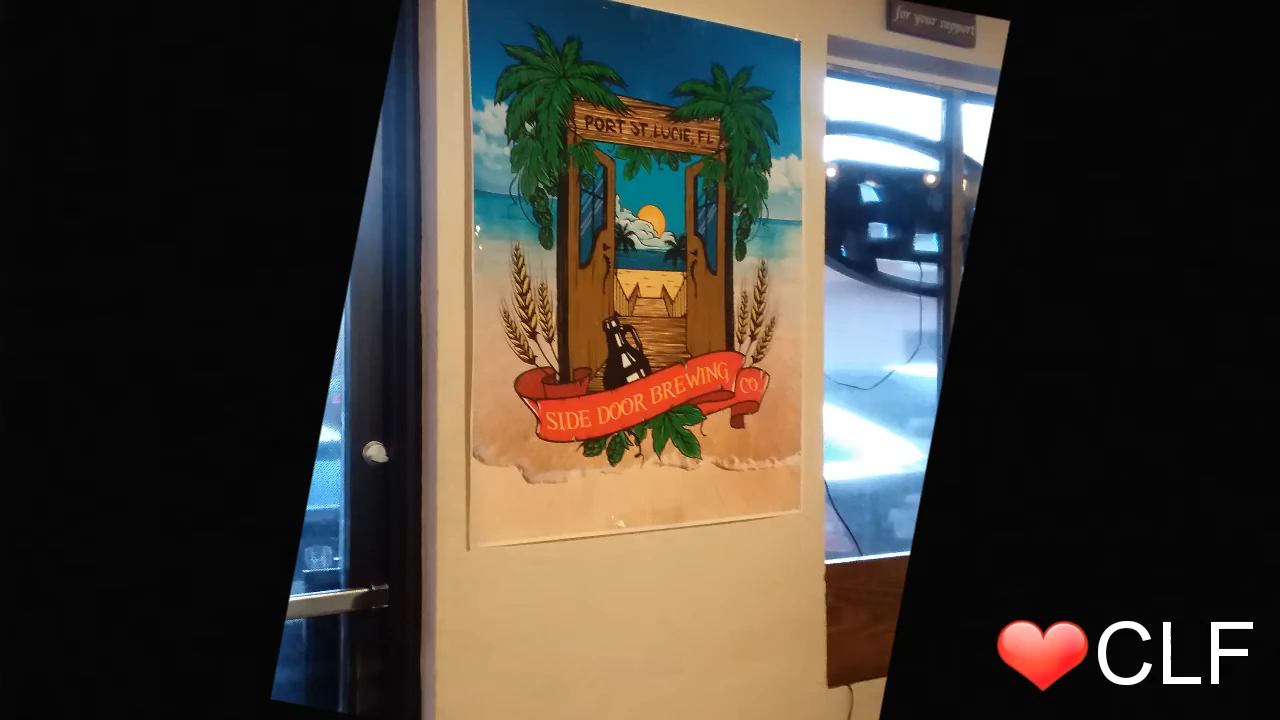 for your support
PORT ST. LUCIE, FL
SIDE DOOR BREWING CO
❤️CLF